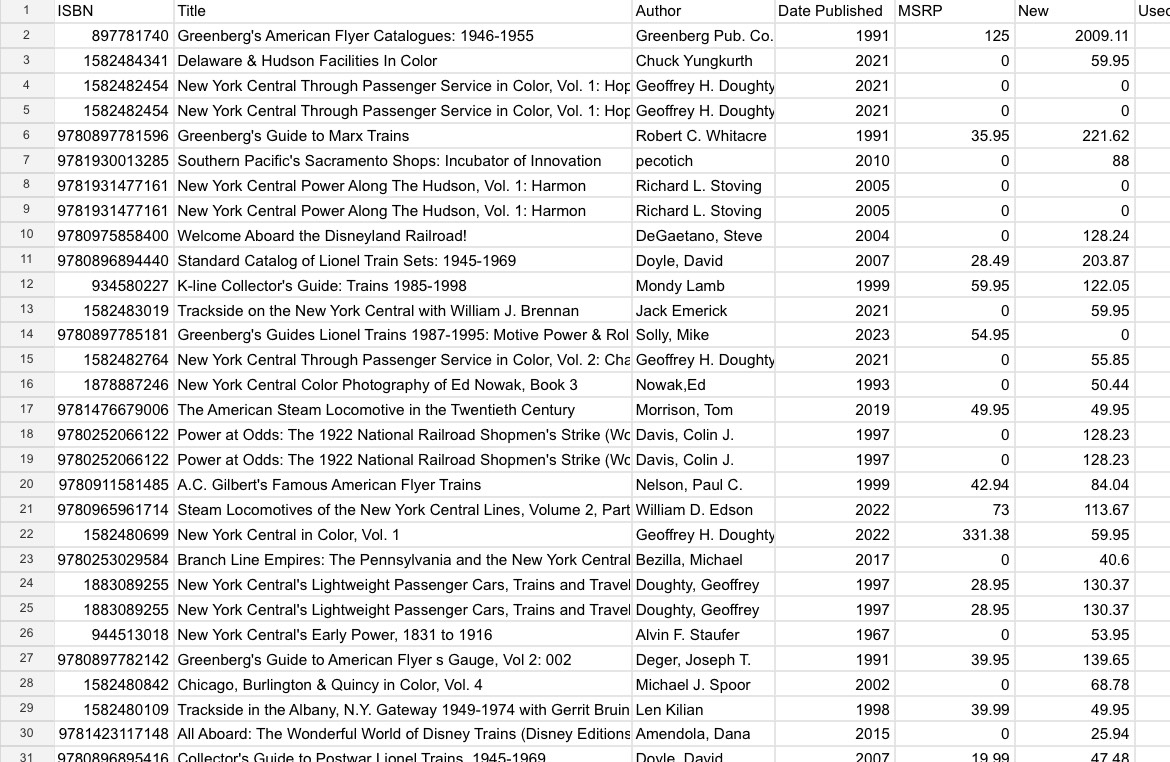 1 ISBN Title Author Date Published MSRP New Used
2 897781740 Greenberg's American Flyer Catalogues: 1946-1955 Greenberg Pub. Co. 1991 125 2009.11
3 1582484341 Delaware & Hudson Facilities In Color Chuck Yungkurth 2021 0 59.95
4 1582482454 New York Central Through Passenger Service in Color, Vol. 1: Hop Geoffrey H. Doughty 2021 0 0
5 1582482454 New York Central Through Passenger Service in Color, Vol. 1: Hop Geoffrey H. Doughty 2021 0 0
6 9780897781596 Greenberg's Guide to Marx Trains Robert C. Whitacre 1991 35.95 221.62
7 9781930013285 Southern Pacific's Sacramento Shops: Incubator of Innovation pecotich 2010 0 88
8 9781931477161 New York Central Power Along The Hudson, Vol. 1: Harmon Richard L. Stoving 2005 0 0
9 9781931477161 New York Central Power Along The Hudson, Vol. 1: Harmon Richard L. Stoving 2005 0 0
10 9780975858400 Welcome Aboard the Disneyland Railroad! DeGaetano, Steve 2004 0 128.24
11 9780896894440 Standard Catalog of Lionel Train Sets: 1945-1969 Doyle, David 2007 28.49 203.87
12 934580227 K-line Collector's Guide: Trains 1985-1998 Mondy Lamb 1999 59.95 122.05
13 1582483019 Trackside on the New York Central with William J. Brennan Jack Emerick 2021 0 59.95
14 9780897785181 Greenberg's Guides Lionel Trains 1987-1995: Motive Power & Rol Solly, Mike 2023 54.95 0
15 1582482764 New York Central Through Passenger Service in Color, Vol. 2: Cha Geoffrey H. Doughty 2021 0 55.85
16 1878887246 New York Central Color Photography of Ed Nowak, Book 3 Nowak,Ed 1993 0 50.44
17 9781476679006 The American Steam Locomotive in the Twentieth Century Morrison, Tom 2019 49.95 49.95
18 9780252066122 Power at Odds: The 1922 National Railroad Shopmen's Strike (Wo Davis, Colin J. 1997 0 128.23
19 9780252066122 Power at Odds: The 1922 National Railroad Shopmen's Strike (Wo Davis, Colin J. 1997 0 128.23
20 9780911581485 A.C. Gilbert's Famous American Flyer Trains Nelson, Paul C. 1999 42.94 84.04
21 9780965961714 Steam Locomotives of the New York Central Lines, Volume 2, Part William D. Edson 2022 73 113.67
22 1582480699 New York Central in Color, Vol. 1 Geoffrey H. Doughty 2022 331.38 59.95
23 9780253029584 Branch Line Empires: The Pennsylvania and the New York Central Bezilla, Michael 2017 0 40.6
24 1883089255 New York Central's Lightweight Passenger Cars, Trains and Travel Doughty, Geoffrey 1997 28.95 130.37
25 1883089255 New York Central's Lightweight Passenger Cars, Trains and Travel Doughty, Geoffrey 1997 28.95 130.37
26 944513018 New York Central's Early Power, 1831 to 1916 Alvin F. Staufer 1967 0 53.95
27 9780897782142 Greenberg's Guide to American Flyer s Gauge, Vol 2: 002 Deger, Joseph T. 1991 39.95 139.65
28 1582480842 Chicago, Burlington & Quincy in Color, Vol. 4 Michael J. Spoor 2002 0 68.78
29 1582480109 Trackside in the Albany, N.Y. Gateway 1949-1974 with Gerrit Bruin Len Kilian 1998 39.99 49.95
30 9781423117148 All Aboard: The Wonderful World of Disney Trains (Disney Editions Amendola, Dana 2015 0 25.94
31 9780896895416 Collector's Guide to Postwar Lionel Trains, 1945-1969 Doyle, David 2007 19.99 47.48